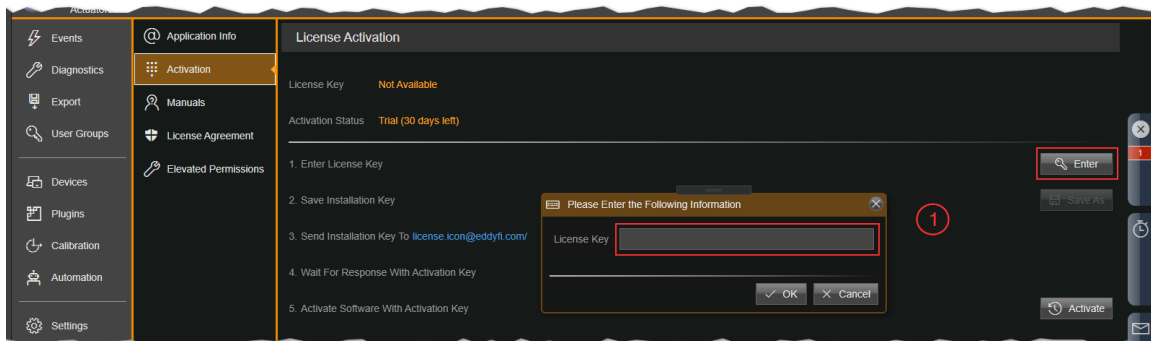 Actuator
Events
Diagnostics
Export
User Groups
Devices
Plugins
Calibration
Automation
Settings
@ Application Info
Activation
Manuals
License Agreement
Elevated Permissions
License Activation
License Key Not Available
Activation Status Trial (30 days left)
1. Enter License Key
Enter
2. Save Installation Key
Save As
3. Send Installation Key To license.icon@eddyfi.com/
4. Wait For Response With Activation Key
5. Activate Software With Activation Key
Activate
Please Enter the Following Information
License Key
OK Cancel
1
1